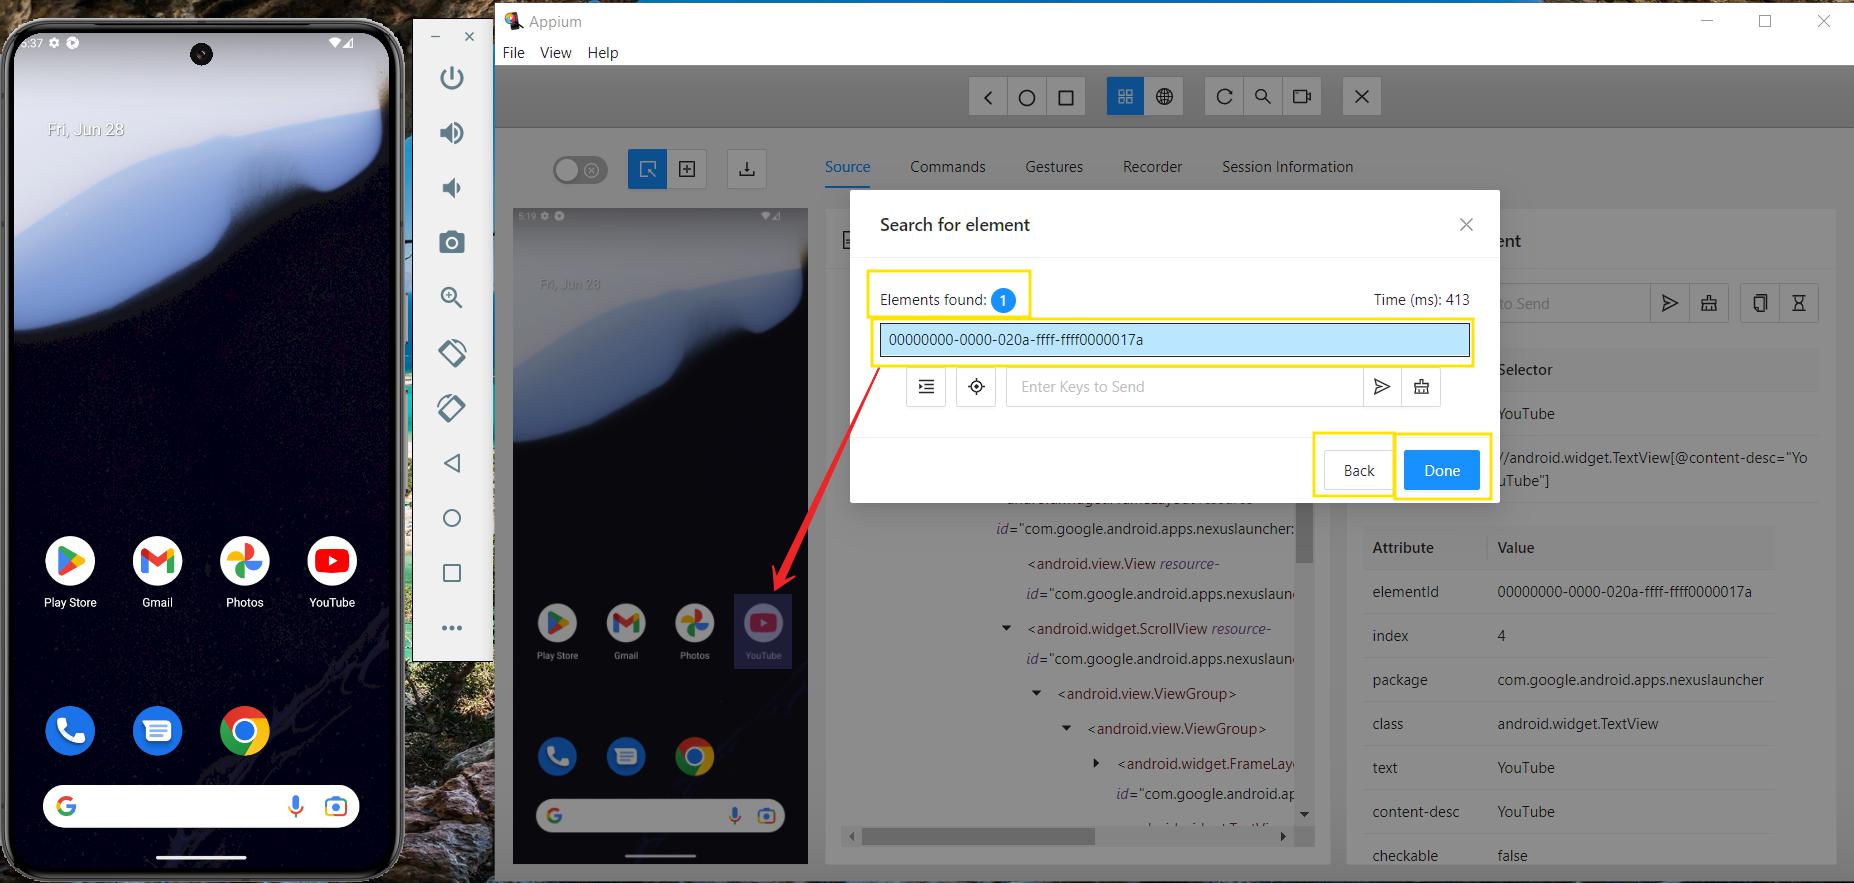 5:37
Fri, Jun 28
Play Store
Gmail
Photos
YouTube
Appium
File
View
Help
Source
Commands
Gestures
Recorder
Session Information
5:19
Fri, Jun 28
Play Store
Gmail
Photos
YouTube
Search for element
Elements found: 1
Time (ms): 413
00000000-0000-020a-ffff-ffff0000017a
Enter Keys to Send
Back
Done
id="com.google.android.apps.nexuslauncher:
<android.view.View resource-
id="com.google.android.apps.nexuslaun
<android.widget.ScrollView resource-
id="com.google.android.apps.nexuslaun
<android.view.ViewGroup>
<android.view.ViewGroup>
<android.widget.FrameLay
id="com.google.android.ap
ent
to Send
Selector
YouTube
//android.widget.TextView[@content-desc="Yo
uTube"]
Attribute
Value
elementId
00000000-0000-020a-ffff-ffff0000017a
index
4
package
com.google.android.apps.nexuslauncher
class
android.widget.TextView
text
YouTube
content-desc
YouTube
checkable
false